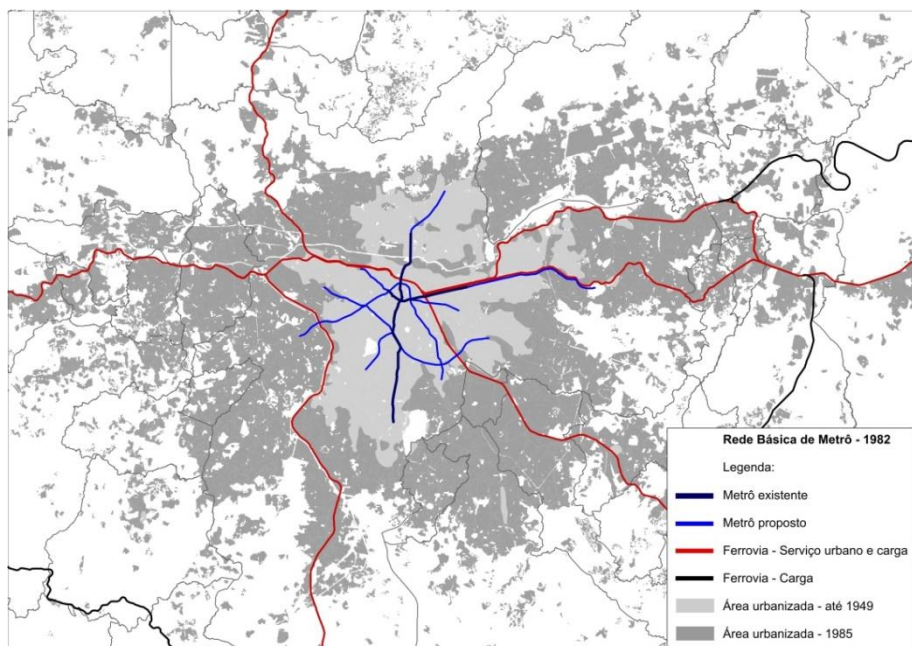 Rede Básica de Metrô - 1982
Legenda:
Metrô existente
Metrô proposto
Ferrovia - Serviço urbano e carga
Ferrovia - Carga
Área urbanizada - até 1949
Área urbanizada - 1985